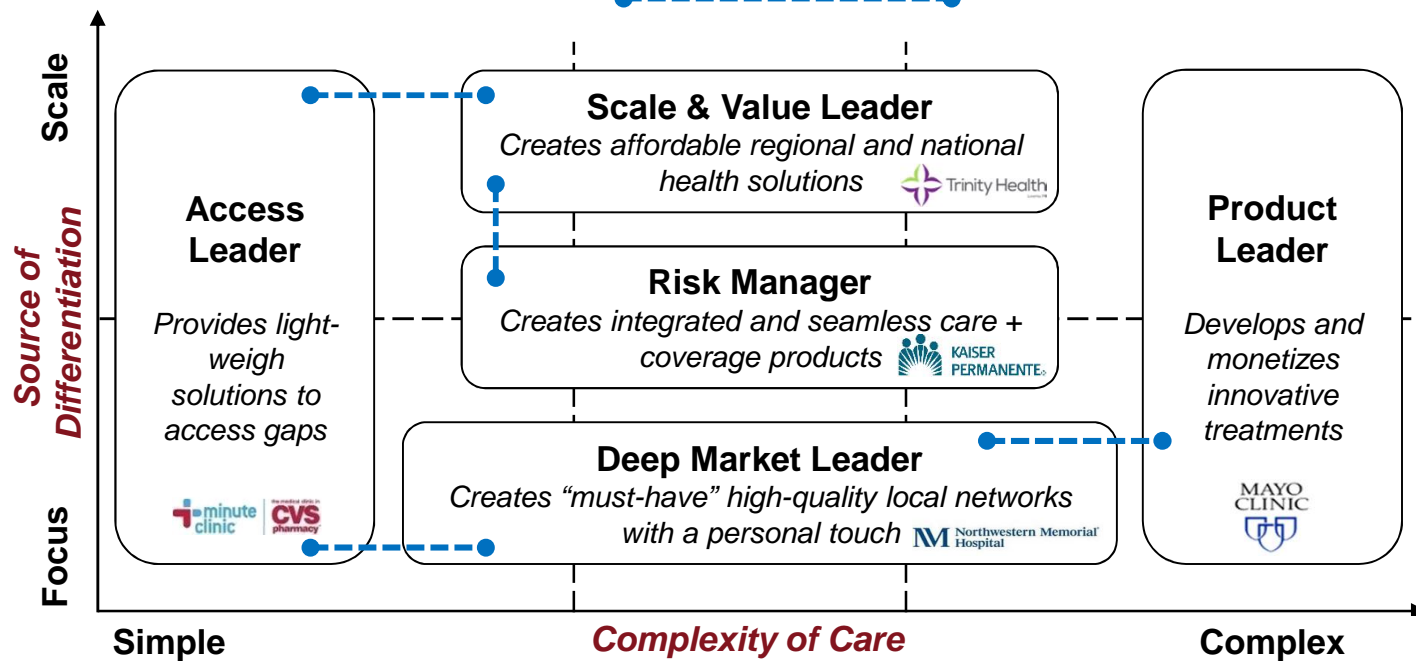 Scale
Source of
Differentiation
Focus
Access
Leader
Provides light-
weigh
solutions to
access gaps
minute
clinic
the medical clinic in
CVS
pharmacy
Scale & Value Leader
Creates affordable regional and national
health solutions
Trinity Health
Risk Manager
Creates integrated and seamless care +
coverage products
KAISER
PERMANENTE
Deep Market Leader
Creates “must-have” high-quality local networks
with a personal touch
NM Northwestern Memorial
Hospital
Product
Leader
Develops and
monetizes
innovative
treatments
MAYO
CLINIC
Simple
Complexity of Care
Complex